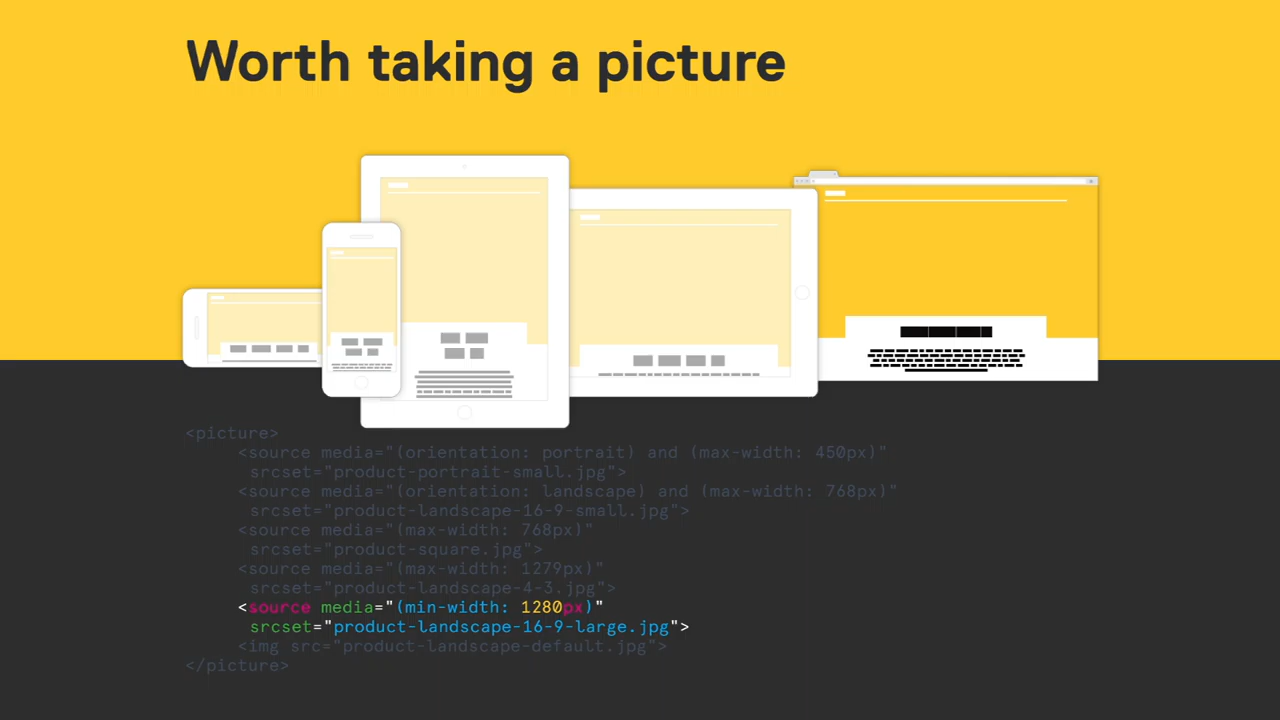 Worth taking a picture
<picture>
<source media="(orientation: portrait) and (max-width: 450px)"
srcset="product-portrait-small.jpg">
<source media="(orientation: landscape) and (max-width: 768px)"
srcset="product-landscape-16-9-small.jpg">
<source media="(max-width: 768px)"
srcset="product-square.jpg">
<source media="(max-width: 1279px)"
srcset="product-landscape-4-3.jpg">
<source media="(min-width: 1280px)"
srcset="product-landscape-16-9-large.jpg">
<img src="product-landscape-default.jpg">
</picture>